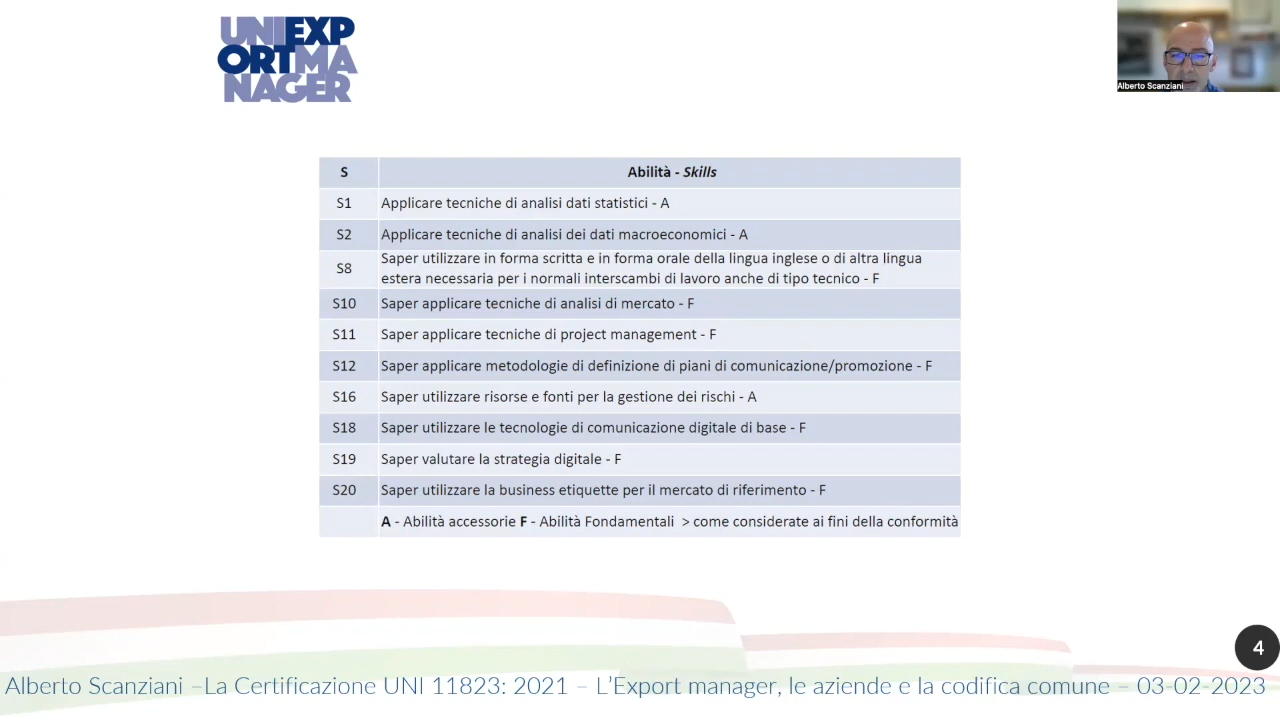 UNIEXP
ORTMA
NAGER
Alberto Scanziani
S Abilità - Skills
S1 Applicare tecniche di analisi dati statistici - A
S2 Applicare tecniche di analisi dei dati macroeconomici - A
S8 Saper utilizzare in forma scritta e in forma orale della lingua inglese o di altra lingua
estera necessaria per i normali interscambi di lavoro anche di tipo tecnico - F
S10 Saper applicare tecniche di analisi di mercato - F
S11 Saper applicare tecniche di project management - F
S12 Saper applicare metodologie di definizione di piani di comunicazione/promozione - F
S16 Saper utilizzare risorse e fonti per la gestione dei rischi - A
S18 Saper utilizzare le tecnologie di comunicazione digitale di base - F
S19 Saper valutare la strategia digitale - F
S20 Saper utilizzare la business etiquette per il mercato di riferimento - F
A - Abilità accessorie F - Abilità Fondamentali > come considerate ai fini della conformità
4
Alberto Scanziani –La Certificazione UNI 11823: 2021 – L’Export manager, le aziende e la codifica comune – 03-02-2023